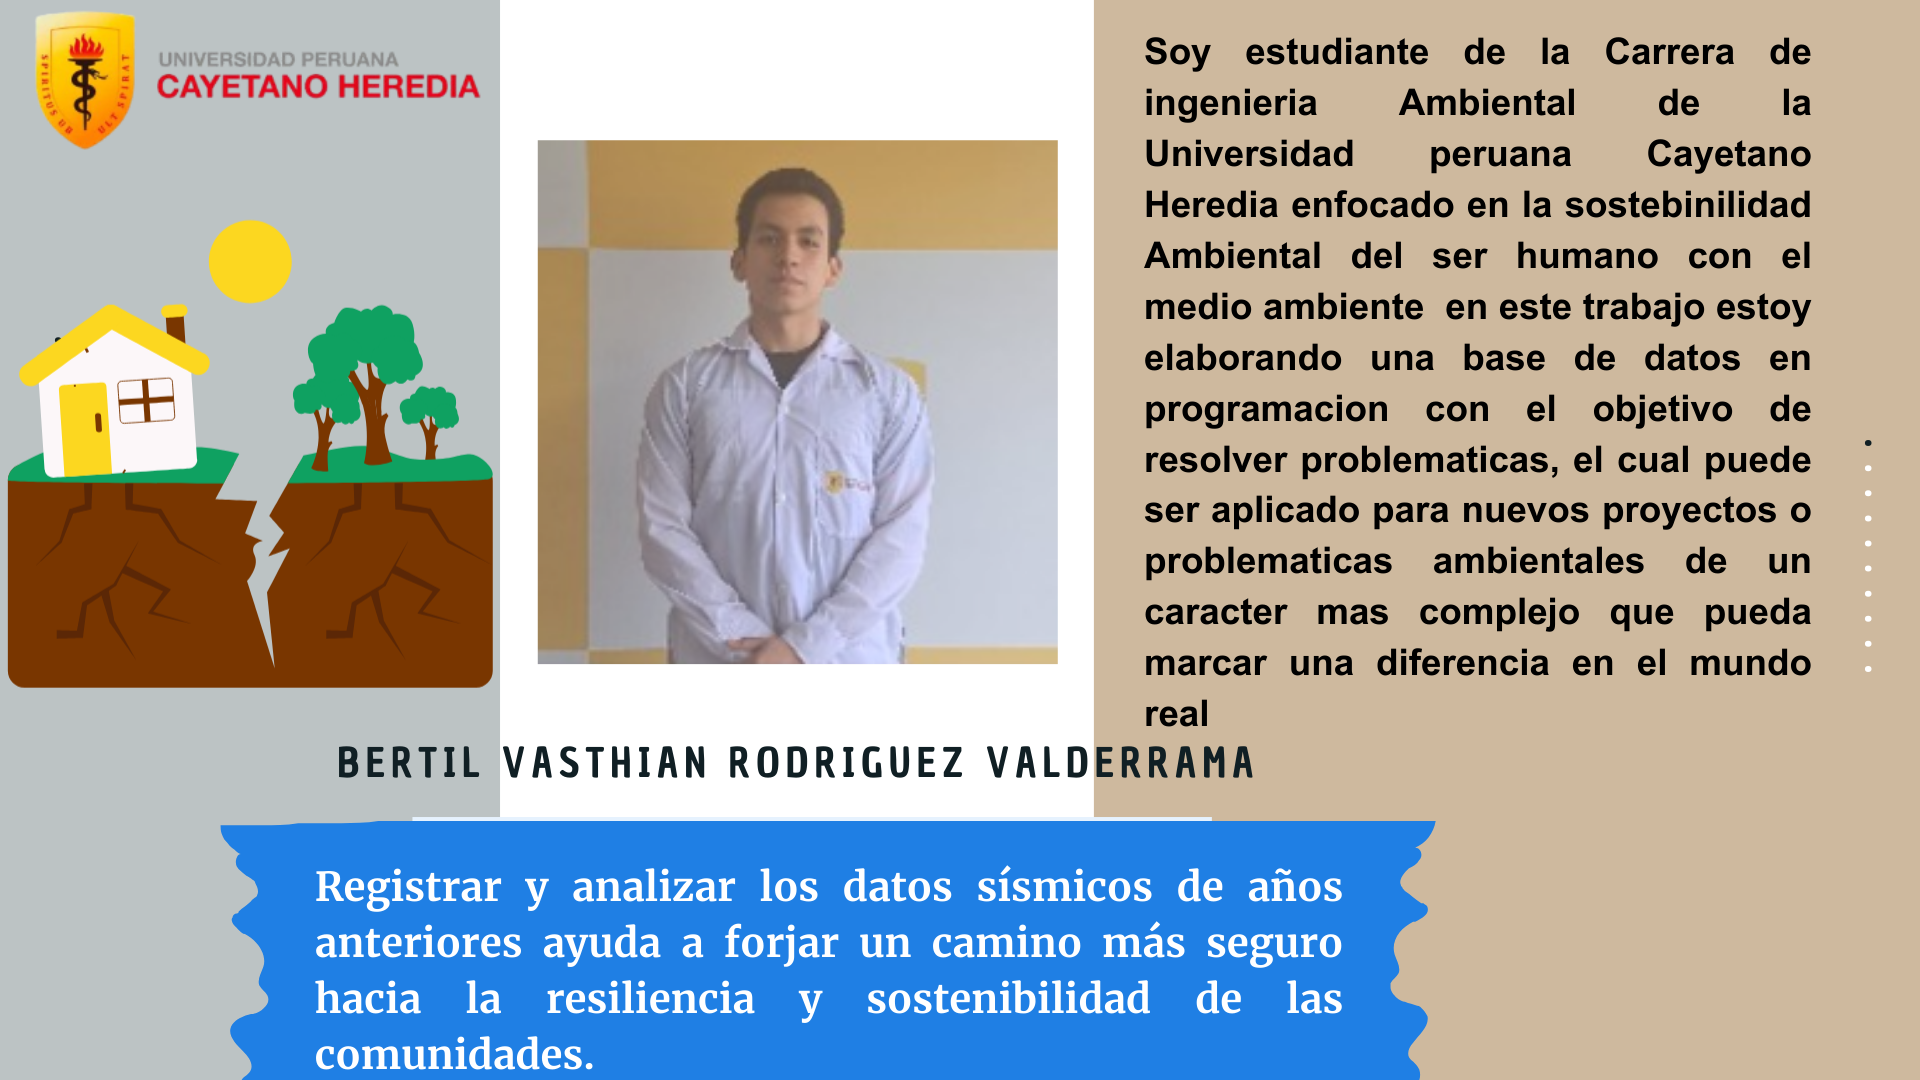 UNIVERSIDAD PERUANA
CAYETANO HEREDIA
SPIRITUS UBI VULT SPIRAT
Soy estudiante de la Carrera de
ingenieria Ambiental de la
Universidad peruana Cayetano
Heredia enfocado en la sostebinilidad
Ambiental del ser humano con el
medio ambiente en este trabajo estoy
elaborando una base de datos en
programacion con el objetivo de
resolver problematicas, el cual puede
ser aplicado para nuevos proyectos o
problematicas ambientales de un
caracter mas complejo que pueda
marcar una diferencia en el mundo
real
BERTIL VASTHIAN RODRIGUEZ VALDERRAMA
Registrar y analizar los datos sísmicos de años
anteriores ayuda a forjar un camino más seguro
hacia la resiliencia y sostenibilidad de las
comunidades.